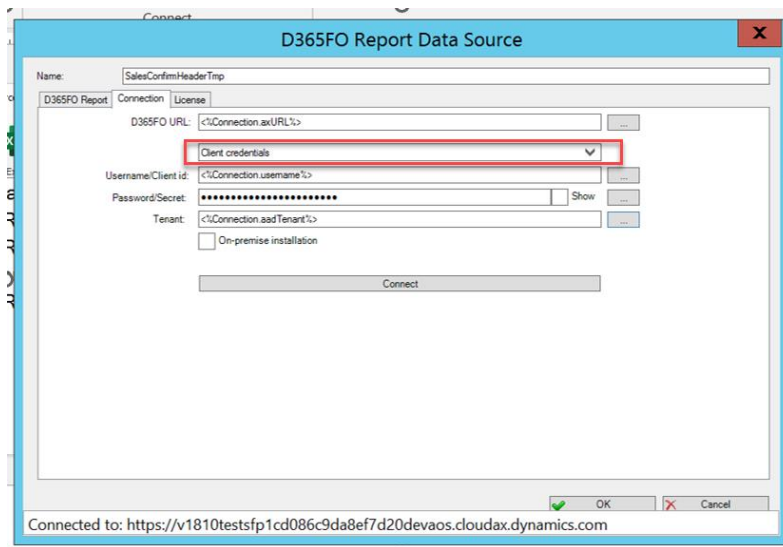 Connect
D365FO Report Data Source
X
Name: SalesConfirmHeaderTmp
D365FO Report Connection License
D365FO URL: <%Connection.axURL%> ...
Client credentials
Username/Client id: <%Connection.username%> ...
Password/Secret: ••••••••••••••••••••••• Show ...
Tenant: <%Connection.aadTenant%> ...
On-premise installation
Connect
OK Cancel
Connected to: https://v1810testsfp1cd086c9da8ef7d20devaos.cloudax.dynamics.com